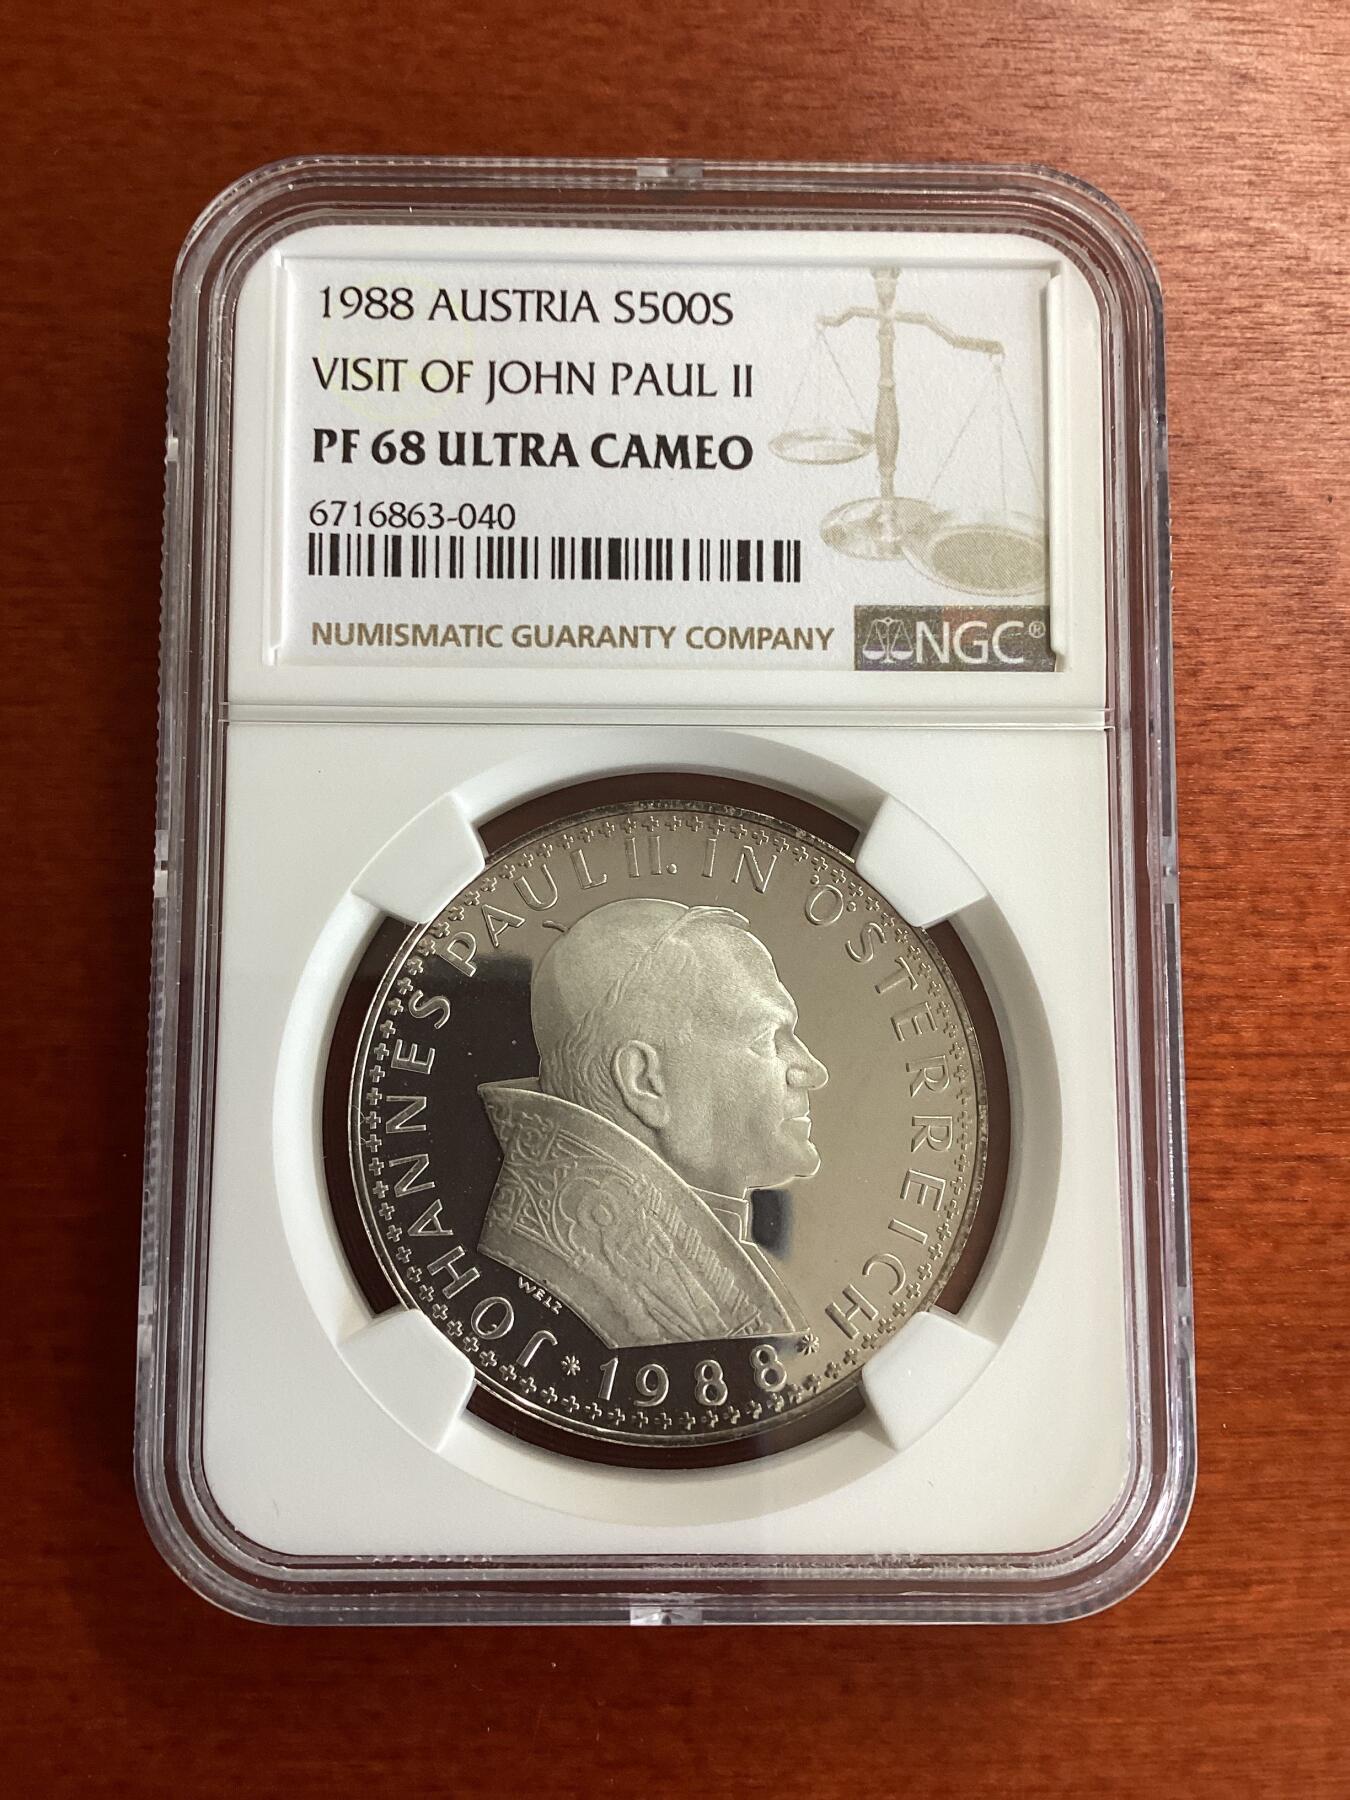 1988 AUSTRIA S500S
VISIT OF JOHN PAUL II
PF 68 ULTRA CAMEO
6716863-040
NUMISMATIC GUARANTY COMPANY
NGC®
JOHANNES PAUL II. IN ÖSTERREICH
WELZ
* 1988 *